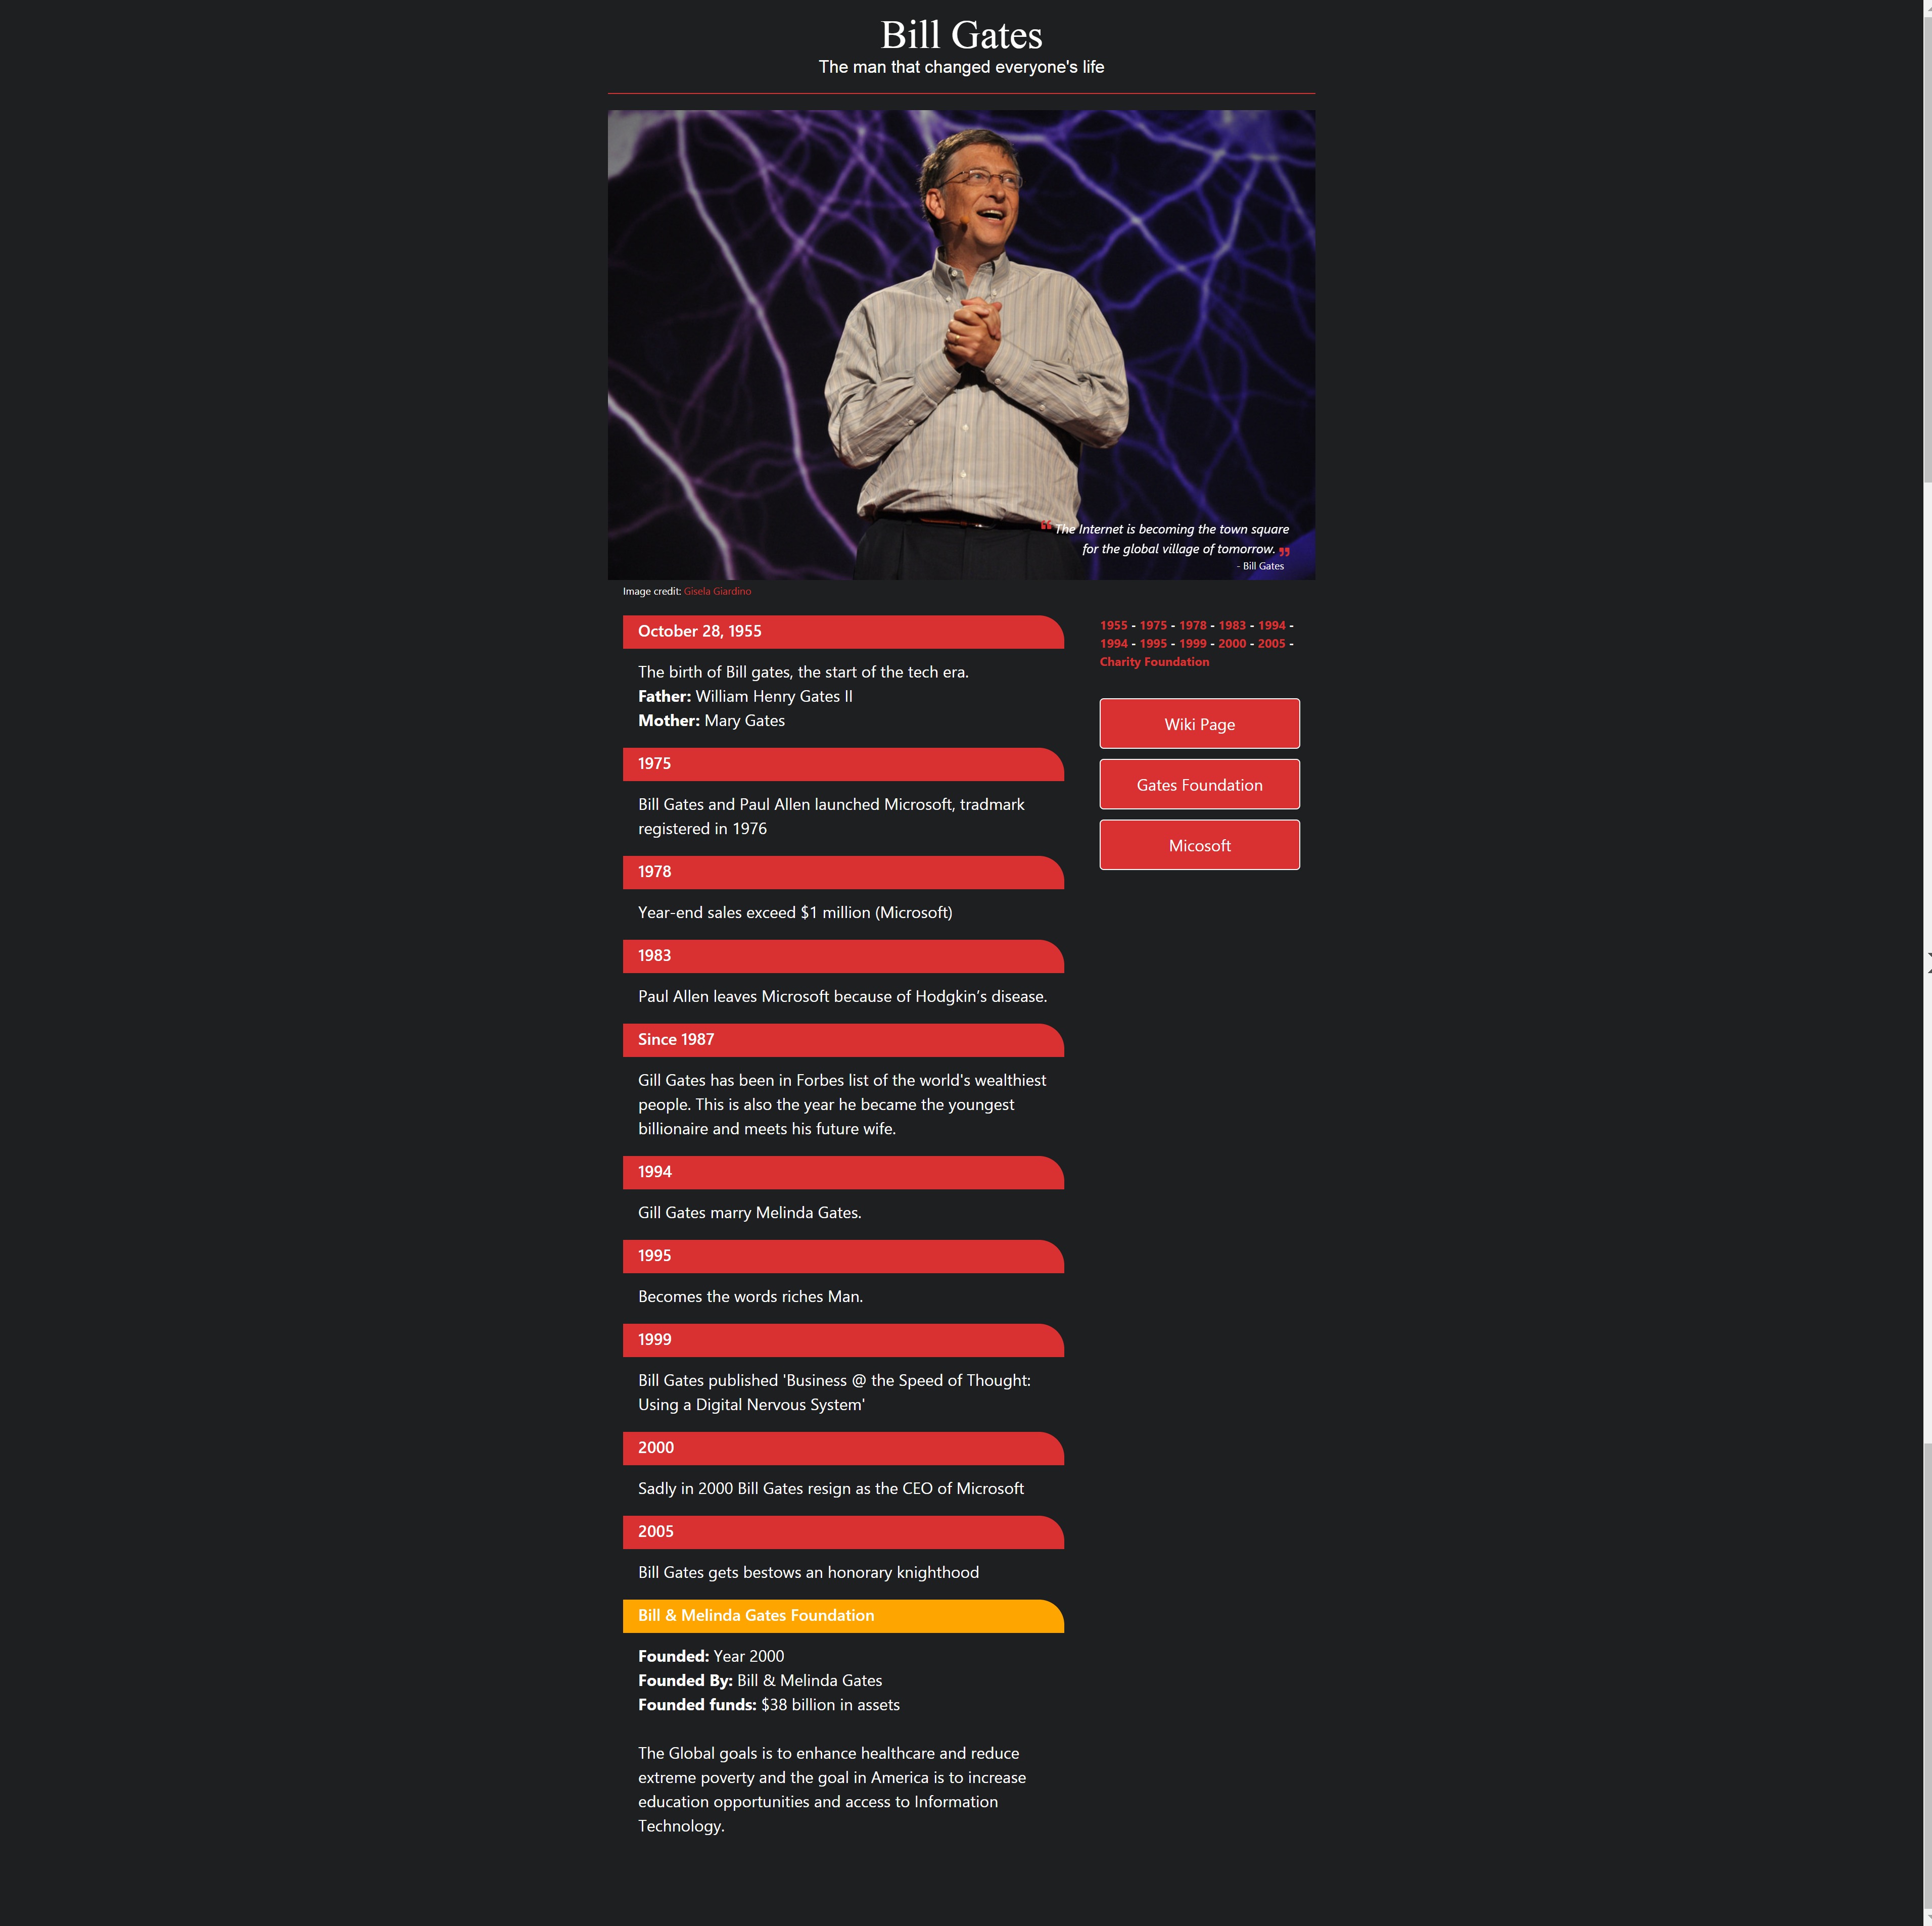 Bill Gates
The man that changed everyone's life
❝ The Internet is becoming the town square
for the global village of tomorrow. ❞
- Bill Gates
Image credit: Gisela Giardino
October 28, 1955
The birth of Bill gates, the start of the tech era.
Father: William Henry Gates II
Mother: Mary Gates
1975
Bill Gates and Paul Allen launched Microsoft, tradmark
registered in 1976
1978
Year-end sales exceed $1 million (Microsoft)
1983
Paul Allen leaves Microsoft because of Hodgkin’s disease.
Since 1987
Gill Gates has been in Forbes list of the world's wealthiest
people. This is also the year he became the youngest
billionaire and meets his future wife.
1994
Gill Gates marry Melinda Gates.
1995
Becomes the words riches Man.
1999
Bill Gates published 'Business @ the Speed of Thought:
Using a Digital Nervous System'
2000
Sadly in 2000 Bill Gates resign as the CEO of Microsoft
2005
Bill Gates gets bestows an honorary knighthood
Bill & Melinda Gates Foundation
Founded: Year 2000
Founded By: Bill & Melinda Gates
Founded funds: $38 billion in assets
The Global goals is to enhance healthcare and reduce
extreme poverty and the goal in America is to increase
education opportunities and access to Information
Technology.
1955 - 1975 - 1978 - 1983 - 1994 -
1994 - 1995 - 1999 - 2000 - 2005 -
Charity Foundation
Wiki Page
Gates Foundation
Micosoft